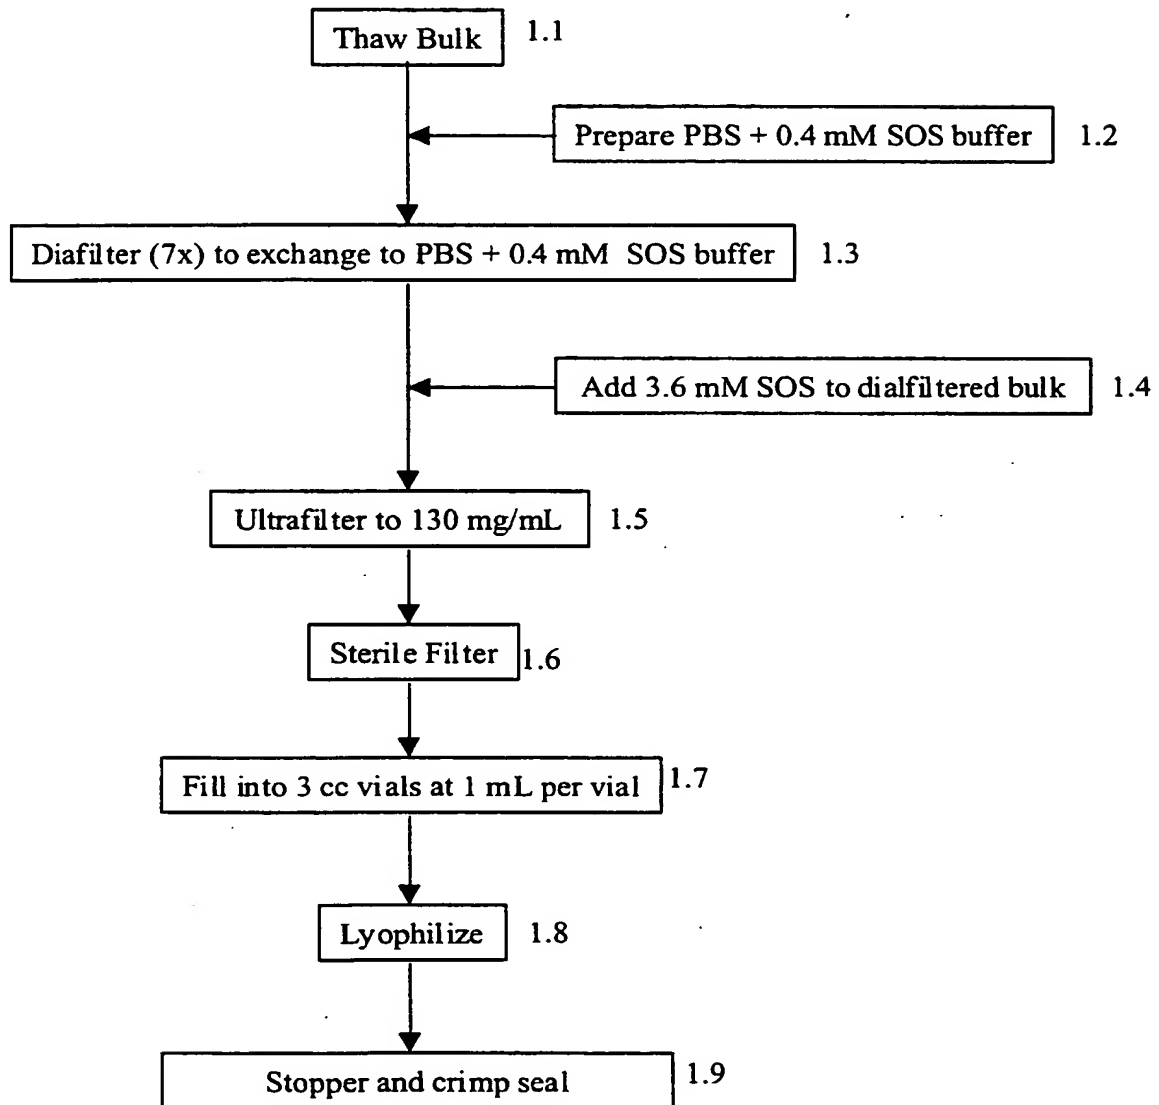 Thaw Bulk 1.1
Prepare PBS + 0.4 mM SOS buffer 1.2
Diafilter (7x) to exchange to PBS + 0.4 mM SOS buffer 1.3
Add 3.6 mM SOS to dialfiltered bulk 1.4
Ultrafilter to 130 mg/mL 1.5
Sterile Filter 1.6
Fill into 3 cc vials at 1 mL per vial 1.7
Lyophilize 1.8
Stopper and crimp seal 1.9